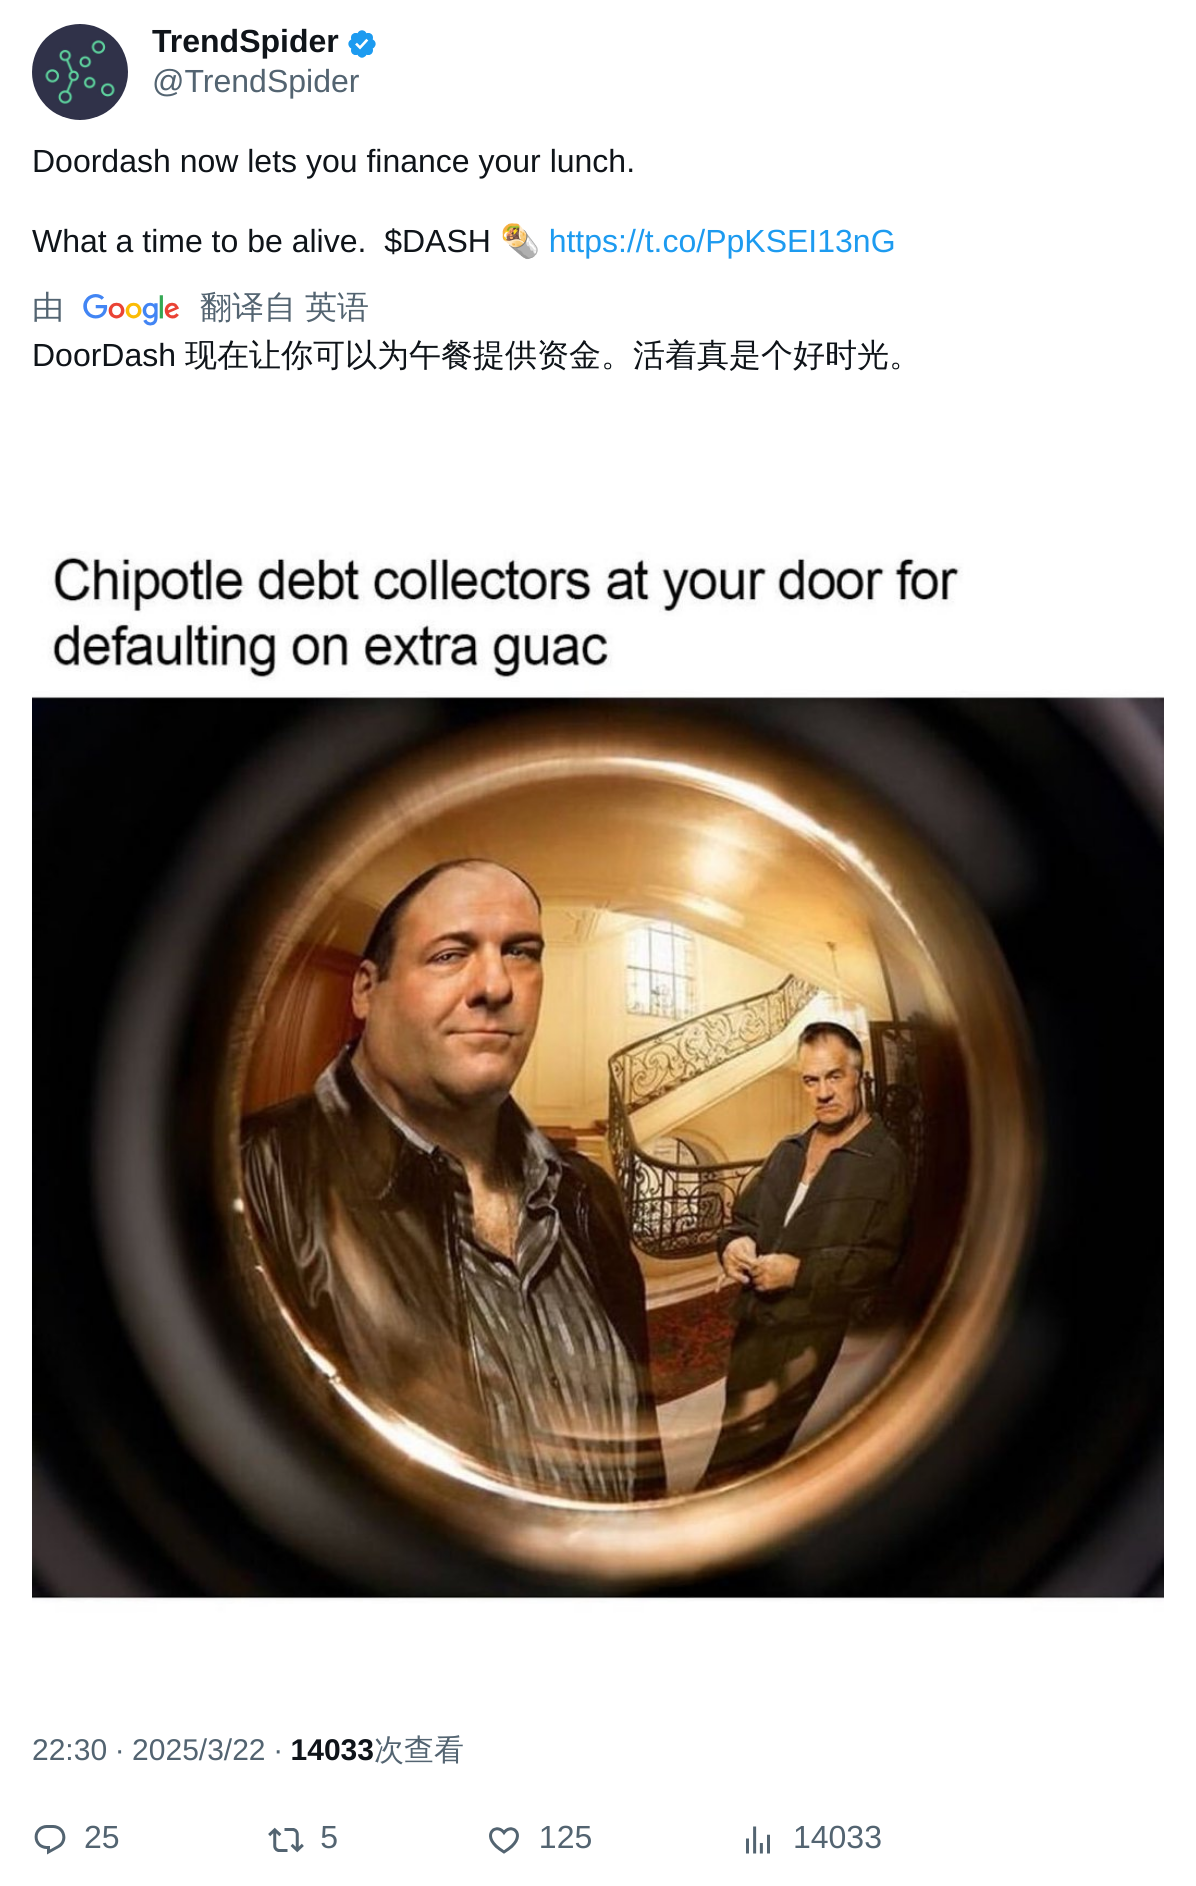 TrendSpider
@TrendSpider
Doordash now lets you finance your lunch.
What a time to be alive.  $DASH 🌯 https://t.co/PpKSEI13nG
由 Google 翻译自 英语
DoorDash 现在让你可以为午餐提供资金。活着真是个好时光。
Chipotle debt collectors at your door for
defaulting on extra guac
22:30 · 2025/3/22 · 14033次查看
25 5 125 14033